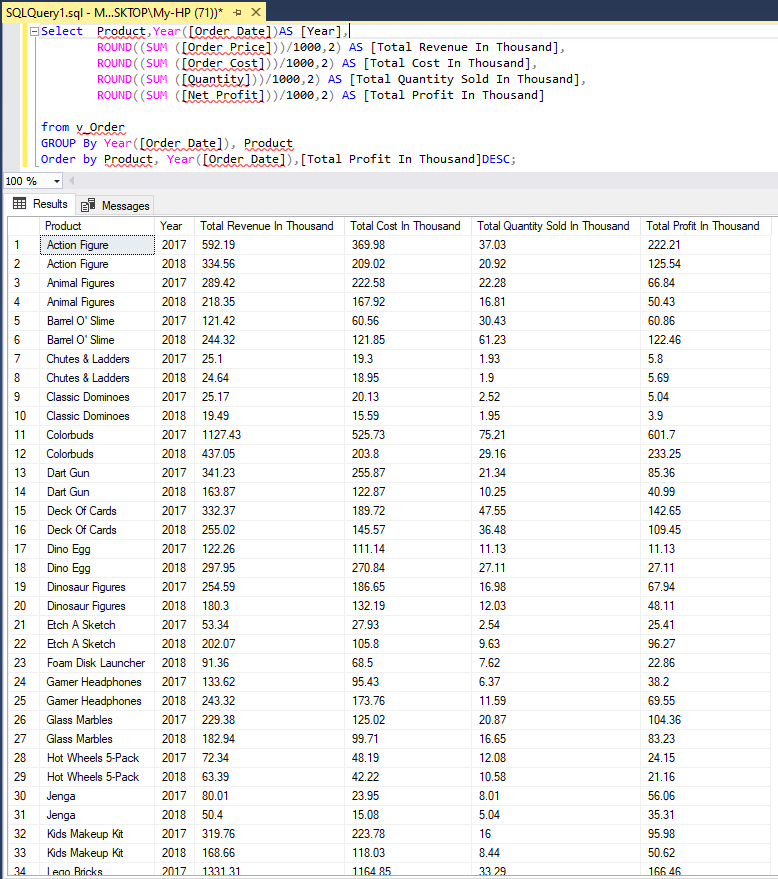 SQLQuery1.sql - M...SKTOP\My-HP (71))*
Select Product,Year([Order Date])AS [Year],
ROUND((SUM ([Order Price]))/1000,2) AS [Total Revenue In Thousand],
ROUND((SUM ([Order Cost]))/1000,2) AS [Total Cost In Thousand],
ROUND((SUM ([Quantity]))/1000,2) AS [Total Quantity Sold In Thousand],
ROUND((SUM ([Net Profit]))/1000,2) AS [Total Profit In Thousand]
from v_Order
GROUP By Year([Order Date]), Product
Order by Product, Year([Order Date]),[Total Profit In Thousand]DESC;
100 %
Results Messages
Product Year Total Revenue In Thousand Total Cost In Thousand Total Quantity Sold In Thousand Total Profit In Thousand
1 Action Figure 2017 592.19 369.98 37.03 222.21
2 Action Figure 2018 334.56 209.02 20.92 125.54
3 Animal Figures 2017 289.42 222.58 22.28 66.84
4 Animal Figures 2018 218.35 167.92 16.81 50.43
5 Barrel O' Slime 2017 121.42 60.56 30.43 60.86
6 Barrel O' Slime 2018 244.32 121.85 61.23 122.46
7 Chutes & Ladders 2017 25.1 19.3 1.93 5.8
8 Chutes & Ladders 2018 24.64 18.95 1.9 5.69
9 Classic Dominoes 2017 25.17 20.13 2.52 5.04
10 Classic Dominoes 2018 19.49 15.59 1.95 3.9
11 Colorbuds 2017 1127.43 525.73 75.21 601.7
12 Colorbuds 2018 437.05 203.8 29.16 233.25
13 Dart Gun 2017 341.23 255.87 21.34 85.36
14 Dart Gun 2018 163.87 122.87 10.25 40.99
15 Deck Of Cards 2017 332.37 189.72 47.55 142.65
16 Deck Of Cards 2018 255.02 145.57 36.48 109.45
17 Dino Egg 2017 122.26 111.14 11.13 11.13
18 Dino Egg 2018 297.95 270.84 27.11 27.11
19 Dinosaur Figures 2017 254.59 186.65 16.98 67.94
20 Dinosaur Figures 2018 180.3 132.19 12.03 48.11
21 Etch A Sketch 2017 53.34 27.93 2.54 25.41
22 Etch A Sketch 2018 202.07 105.8 9.63 96.27
23 Foam Disk Launcher 2018 91.36 68.5 7.62 22.86
24 Gamer Headphones 2017 133.62 95.43 6.37 38.2
25 Gamer Headphones 2018 243.32 173.76 11.59 69.55
26 Glass Marbles 2017 229.38 125.02 20.87 104.36
27 Glass Marbles 2018 182.94 99.71 16.65 83.23
28 Hot Wheels 5-Pack 2017 72.34 48.19 12.08 24.15
29 Hot Wheels 5-Pack 2018 63.39 42.22 10.58 21.16
30 Jenga 2017 80.01 23.95 8.01 56.06
31 Jenga 2018 50.4 15.08 5.04 35.31
32 Kids Makeup Kit 2017 319.76 223.78 16 95.98
33 Kids Makeup Kit 2018 168.66 118.03 8.44 50.62
34 Lego Bricks 2017 1331.31 1164.85 33.29 166.46